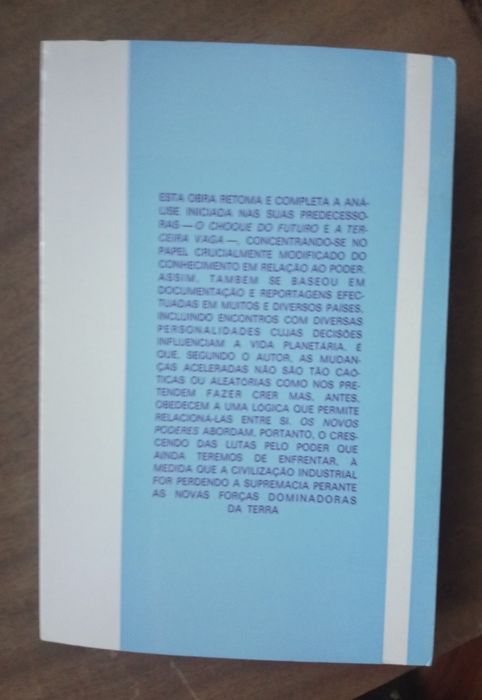 ESTA OBRA RETOMA E COMPLETA A ANÁ-
LISE INICIADA NAS SUAS PREDECESSO-
RAS — O CHOQUE DO FUTURO E A TER-
CEIRA VAGA —, CONCENTRANDO-SE NO
PAPEL CRUCIALMENTE MODIFICADO DO
CONHECIMENTO EM RELAÇÃO AO PODER.
ASSIM, TAMBÉM SE BASEOU EM
DOCUMENTAÇÃO E REPORTAGENS EFEC-
TUADAS EM MUITOS E DIVERSOS PAÍSES,
INCLUINDO ENCONTROS COM DIVERSAS
PERSONALIDADES CUJAS DECISÕES
INFLUENCIAM A VIDA PLANETÁRIA. É
QUE, SEGUNDO O AUTOR, AS MUDAN-
ÇAS ACELERADAS NÃO SÃO TÃO CAÓ-
TICAS OU ALEATÓRIAS COMO NOS PRE-
TENDEM FAZER CRER MAS, ANTES,
OBEDECEM A UMA LÓGICA QUE PERMITE
RELACIONÁ-LAS ENTRE SI. OS NOVOS
PODERES ABORDAM, PORTANTO, O CRES-
CENDO DAS LUTAS PELO PODER QUE
AINDA TEREMOS DE ENFRENTAR, À
MEDIDA QUE A CIVILIZAÇÃO INDUSTRIAL
FOR PERDENDO A SUPREMACIA PERANTE
AS NOVAS FORÇAS DOMINADORAS
DA TERRA